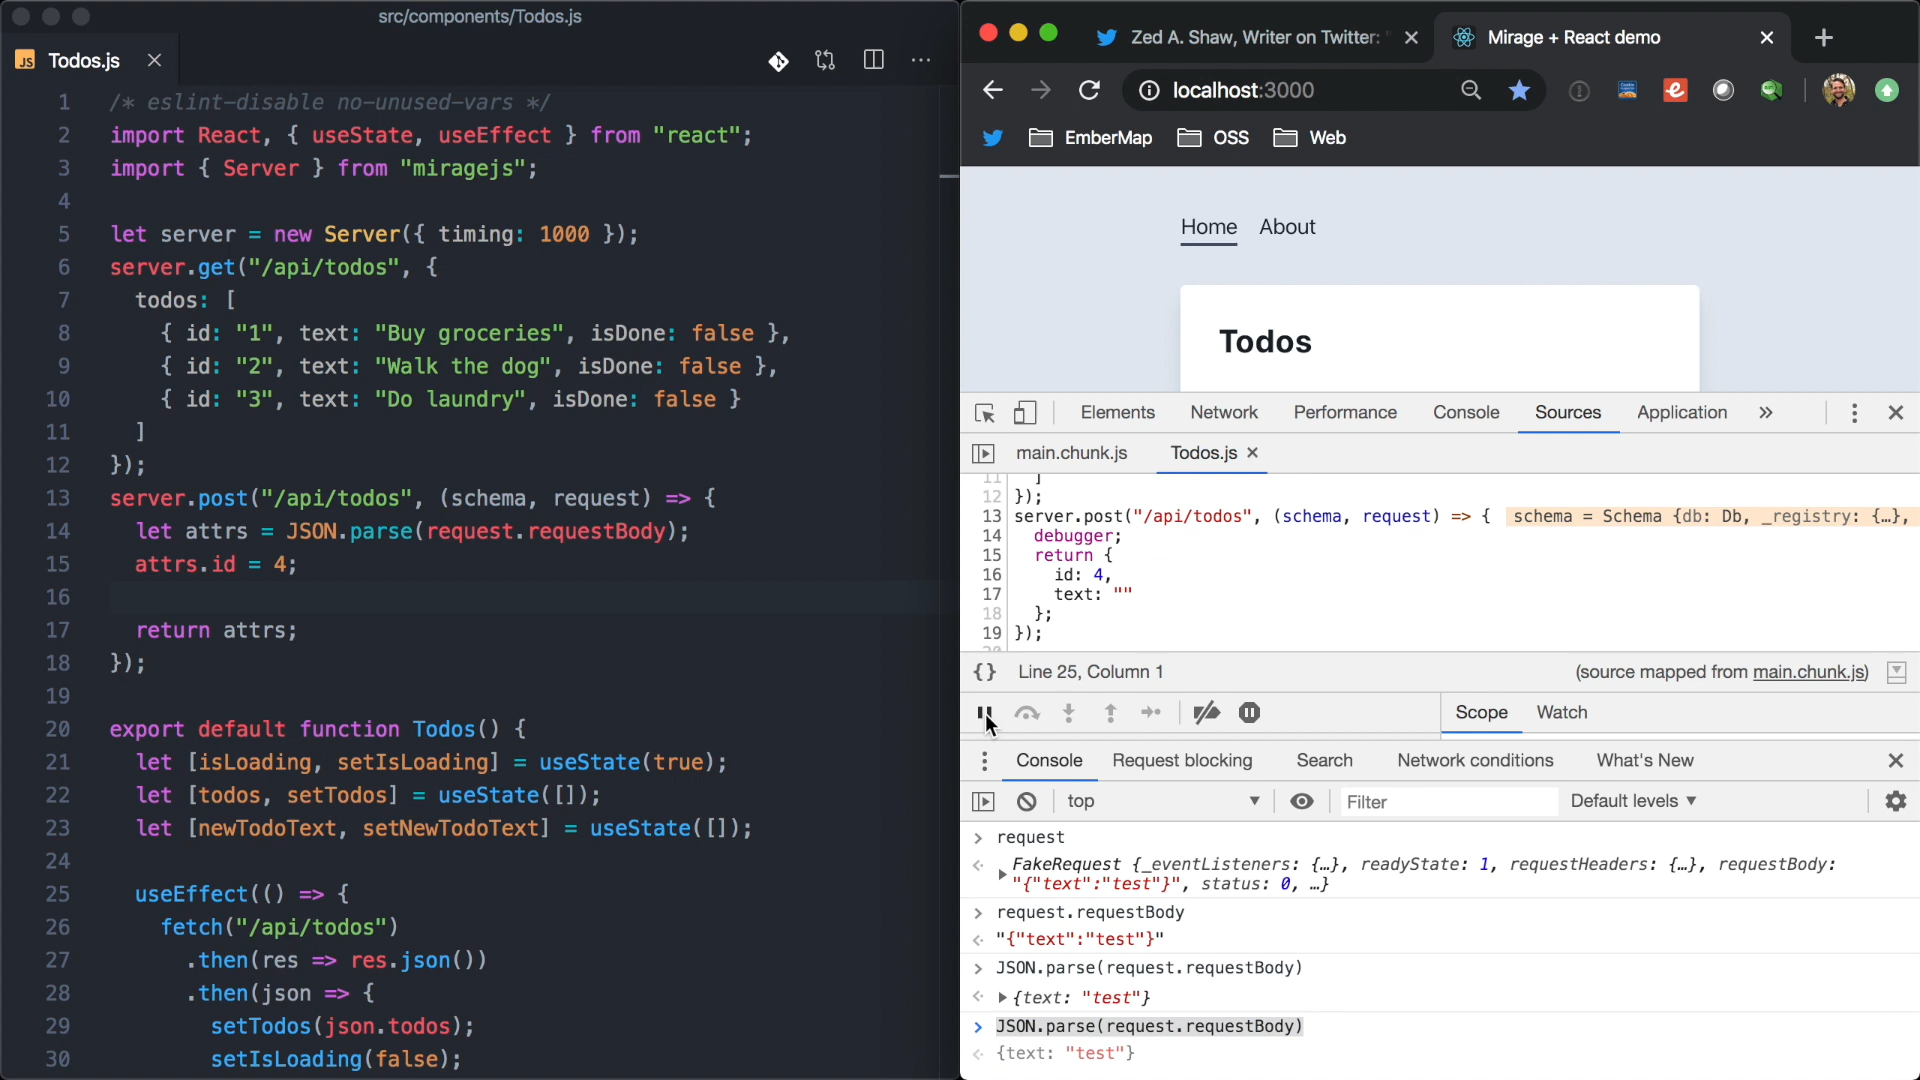 src/components/Todos.js
JS Todos.js
1 /* eslint-disable no-unused-vars */
2 import React, { useState, useEffect } from "react";
3 import { Server } from "miragejs";
4
5 let server = new Server({ timing: 1000 });
6 server.get("/api/todos", {
7 todos: [
8 { id: "1", text: "Buy groceries", isDone: false },
9 { id: "2", text: "Walk the dog", isDone: false },
10 { id: "3", text: "Do laundry", isDone: false }
11 ]
12 });
13 server.post("/api/todos", (schema, request) => {
14 let attrs = JSON.parse(request.requestBody);
15 attrs.id = 4;
16
17 return attrs;
18 });
19
20 export default function Todos() {
21 let [isLoading, setIsLoading] = useState(true);
22 let [todos, setTodos] = useState([]);
23 let [newTodoText, setNewTodoText] = useState([]);
24
25 useEffect(() => {
26 fetch("/api/todos")
27 .then(res => res.json())
28 .then(json => {
29 setTodos(json.todos);
30 setIsLoading(false);
Zed A. Shaw, Writer on Twitter: "
Mirage + React demo
localhost:3000
EmberMap OSS Web
Home About
Todos
Elements Network Performance Console Sources Application »
main.chunk.js Todos.js
11 ]
12 });
13 server.post("/api/todos", (schema, request) => { schema = Schema {db: Db, _registry: {…},
14 debugger;
15 return {
16 id: 4,
17 text: ""
18 };
19 });
20
{} Line 25, Column 1 (source mapped from main.chunk.js)
Scope Watch
Console Request blocking Search Network conditions What's New
top Filter Default levels
request
FakeRequest {_eventListeners: {…}, readyState: 1, requestHeaders: {…}, requestBody:
"{"text":"test"}", status: 0, …}
request.requestBody
"{"text":"test"}"
JSON.parse(request.requestBody)
{text: "test"}
JSON.parse(request.requestBody)
{text: "test"}